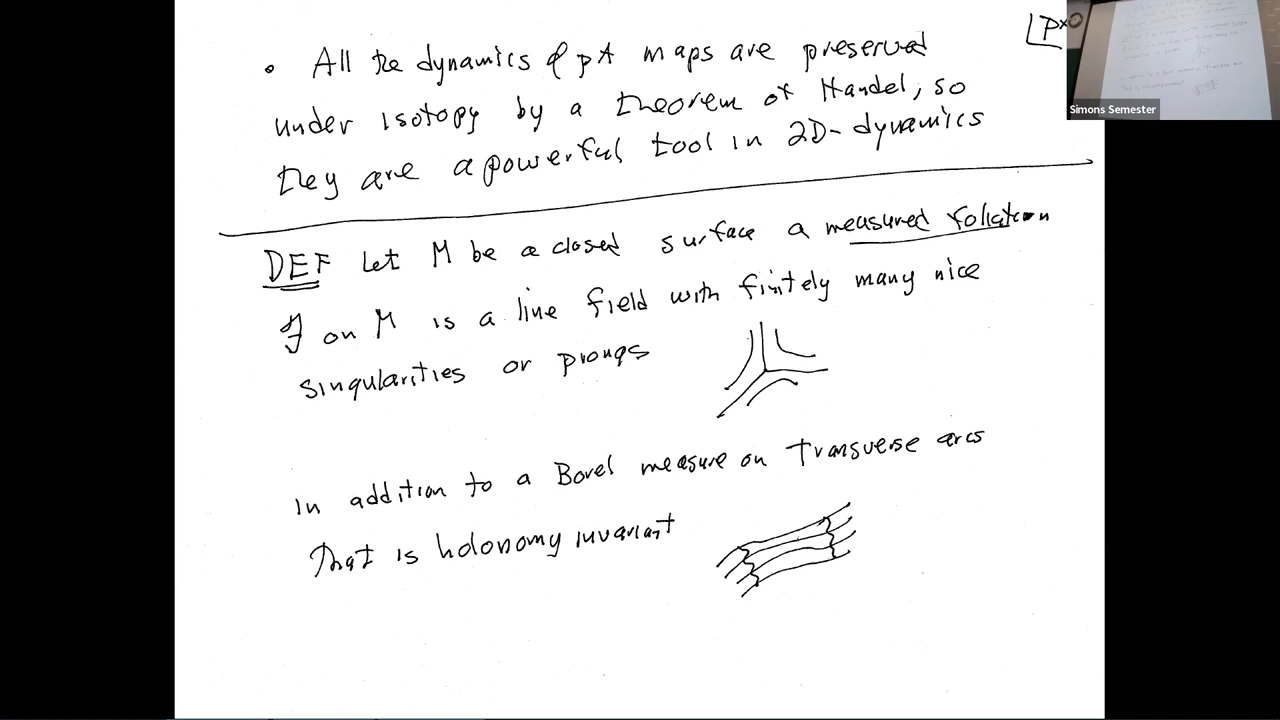 • All the dynamics of pA maps are preserved
under isotopy by a theorem of Handel, so
they are a powerful tool in 2D-dynamics
DEF Let M be a closed surface a measured foliation
F on M is a line field with finitely many nice
singularities or prongs
In addition to a Borel measure on Transverse arcs
That is holonomy invariant
Simons Semester